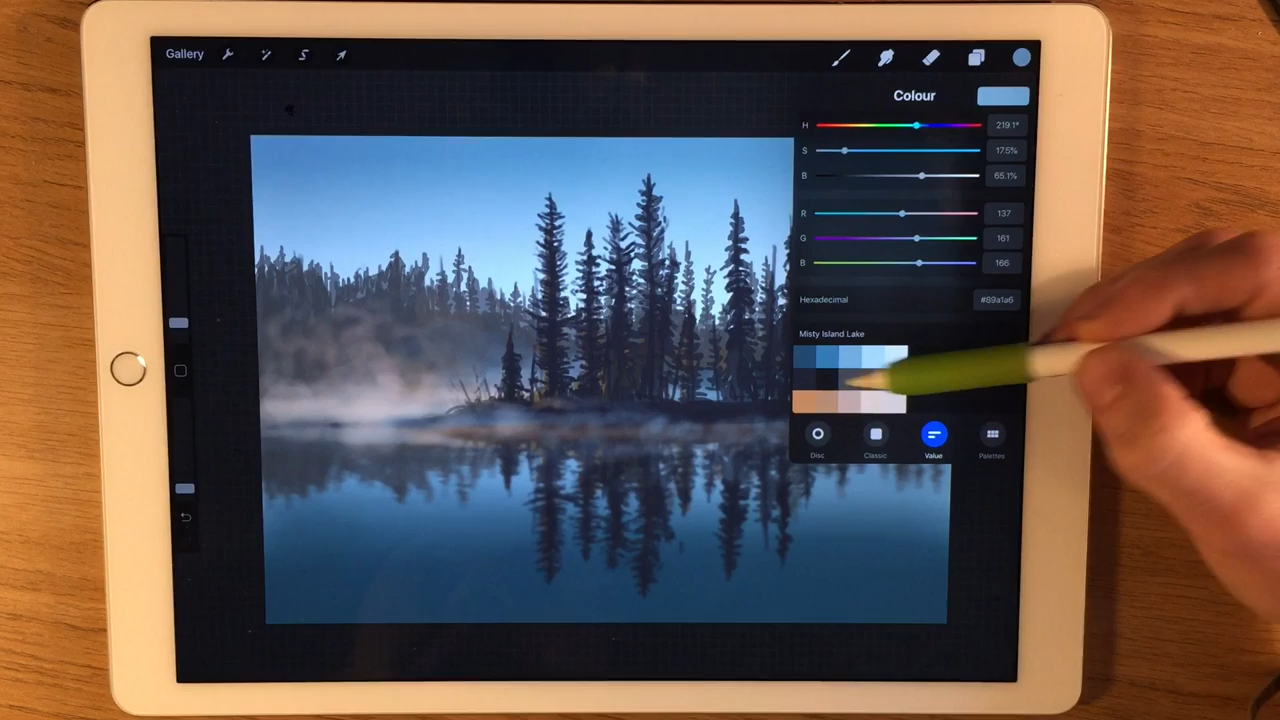 Gallery
Colour
H 219.1°
S 17.5%
B 65.1%
R 137
G 161
B 166
Hexadecimal #89a1a6
Misty Island Lake
Disc Classic Value Palettes